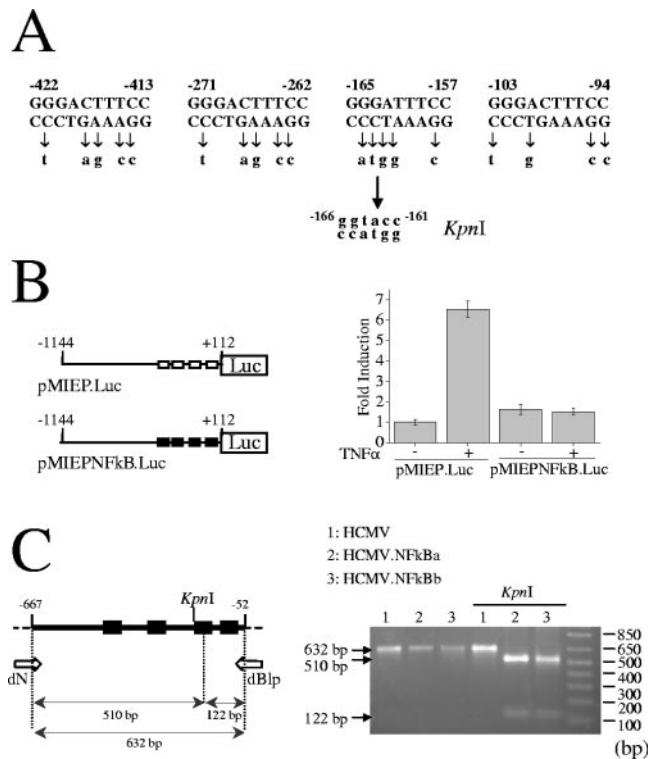 A
-422 -413 -271 -262 -165 -157 -103 -94
GGGACTTTCC GGGACTTTCC GGGATTTCC GGGACTTTCC
CCCTGAAAGG CCCTGAAAGG CCCTAAAGG CCCTGAAAGG
t a g c c t a g c c a t g g c t g c c
-166 ggtacc -161
ccatgg
KpnI
B
-1144 +112
Luc
pMIEP.Luc
-1144 +112
Luc
pMIEPNFkB.Luc
Fold Induction
7
6
5
4
3
2
1
0
TNFα - + - +
pMIEP.Luc pMIEPNFkB.Luc
C
-667 KpnI -52
dN dBlp
510 bp 122 bp
632 bp
1: HCMV
2: HCMV.NFkBa
3: HCMV.NFkBb
KpnI
1 2 3 1 2 3
632 bp
510 bp
122 bp
850
650
500
400
300
200
100
(bp)